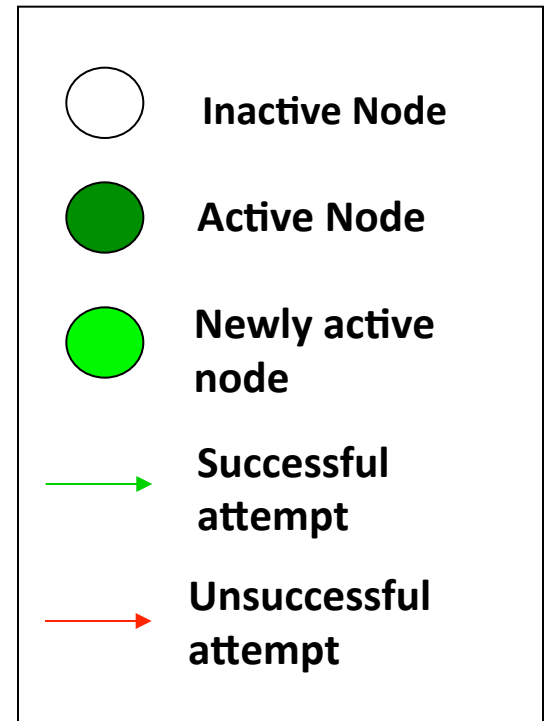 Inactive Node
Active Node
Newly active
node
Successful
attempt
Unsuccessful
attempt